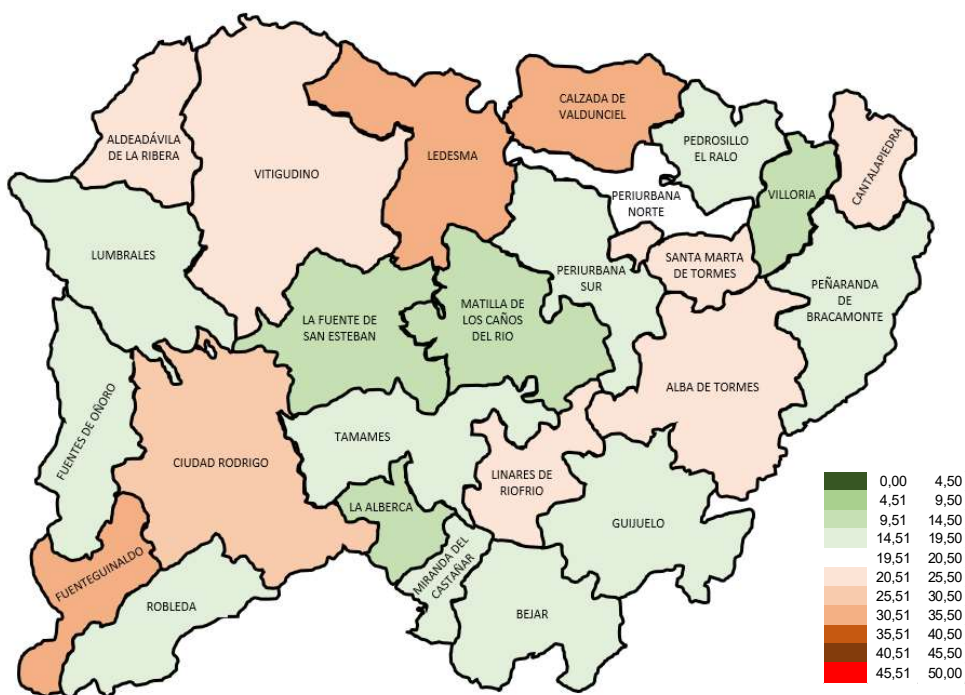 CALZADA DE
VALDUNCIEL
ALDEADÁVILA
DE LA RIBERA
LEDESMA
PEDROSILLO
EL RALO
CANTALAPIEDRA
VITIGUDINO
VILLORIA
PERIURBANA
NORTE
LUMBRALES
SANTA MARTA
DE TORMES
PERIURBANA
SUR
PEÑARANDA
DE
BRACAMONTE
LA FUENTE DE
SAN ESTEBAN
MATILLA DE
LOS CAÑOS
DEL RIO
ALBA DE TORMES
FUENTES DE OÑORO
TAMAMES
CIUDAD RODRIGO
LINARES DE
RIOFRIO
LA ALBERCA
GUIJUELO
FUENTEGUINALDO
MIRANDA DEL
CASTAÑAR
ROBLEDA
BEJAR
0,00 4,50
4,51 9,50
9,51 14,50
14,51 19,50
19,51 20,50
20,51 25,50
25,51 30,50
30,51 35,50
35,51 40,50
40,51 45,50
45,51 50,00